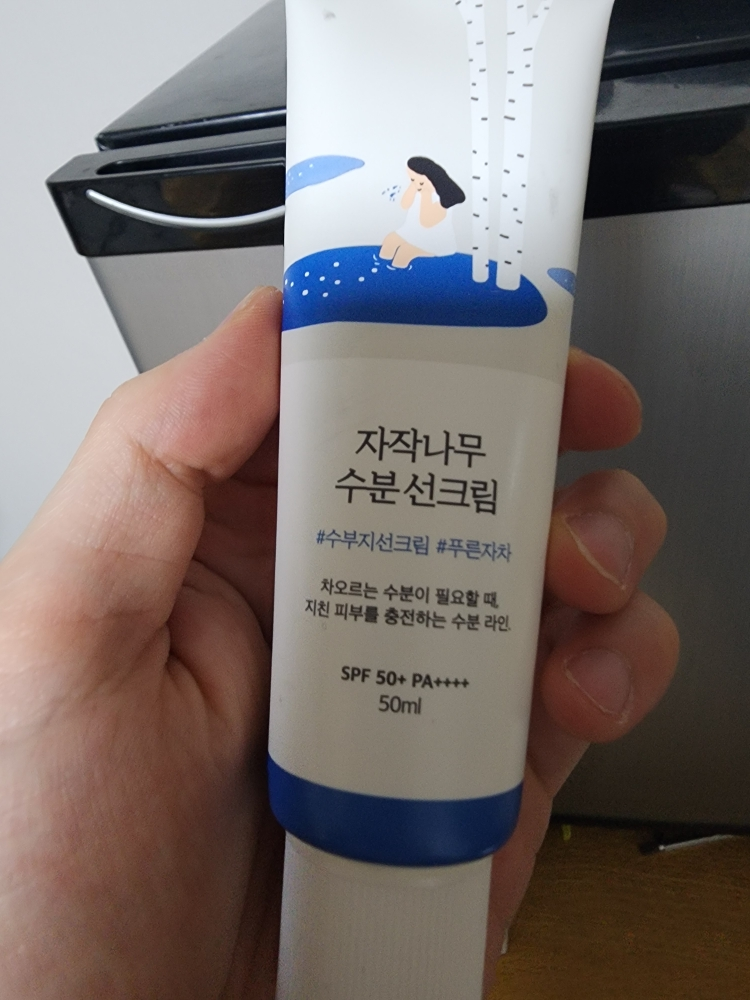 자작나무
수분 선크림
#수부지선크림 #푸른자차
차오르는 수분이 필요할 때,
지친 피부를 충전하는 수분 라인.
SPF 50+ PA++++
50ml